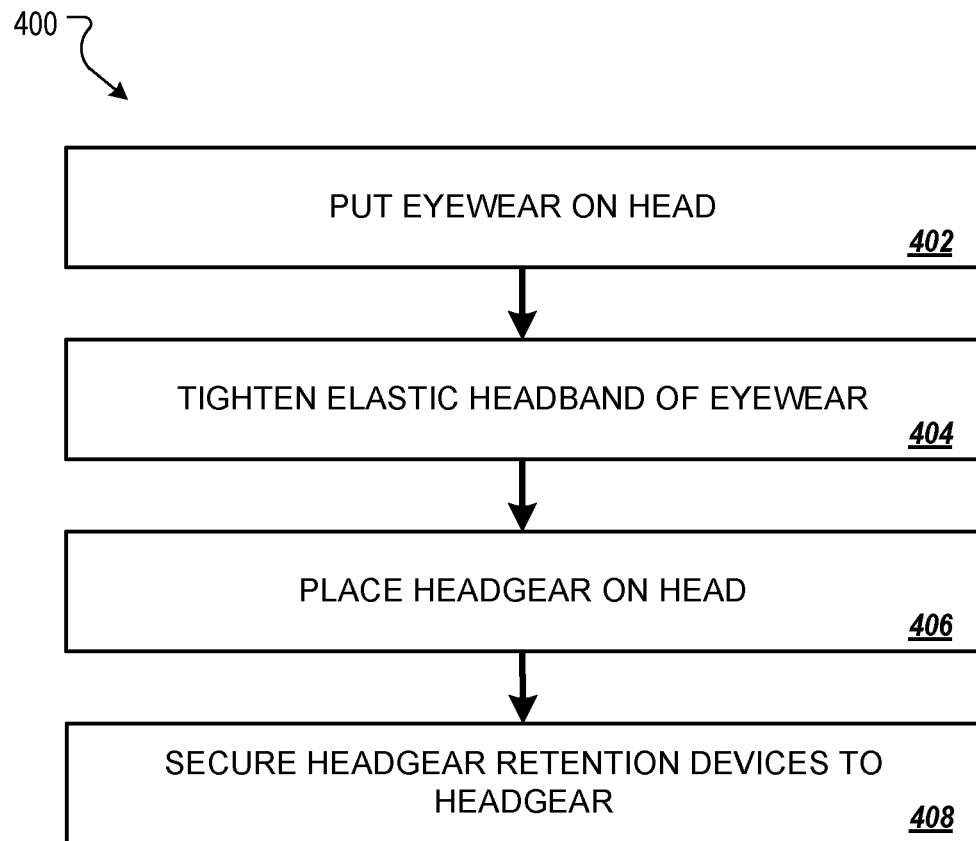 400
PUT EYEWEAR ON HEAD
402
TIGHTEN ELASTIC HEADBAND OF EYEWEAR
404
PLACE HEADGEAR ON HEAD
406
SECURE HEADGEAR RETENTION DEVICES TO
HEADGEAR
408